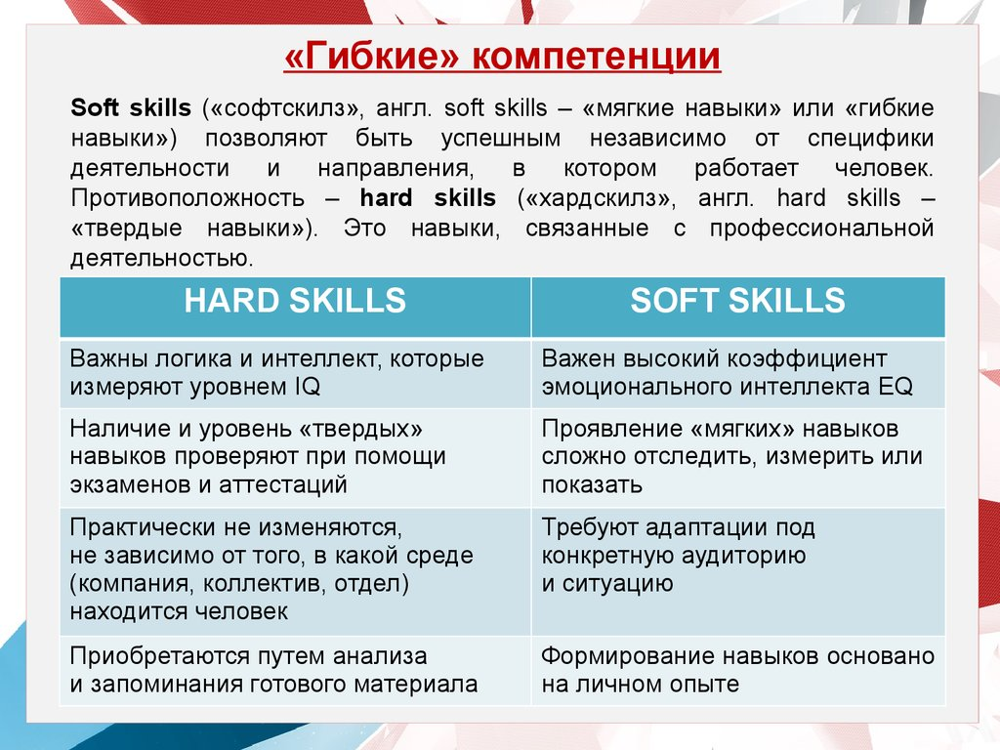 «Гибкие» компетенции
Soft skills («софтскилз», англ. soft skills – «мягкие навыки» или «гибкие
навыки») позволяют быть успешным независимо от специфики
деятельности и направления, в котором работает человек.
Противоположность – hard skills («хардскилз», англ. hard skills –
«твердые навыки»). Это навыки, связанные с профессиональной
деятельностью.
HARD SKILLS
SOFT SKILLS
Важны логика и интеллект, которые
измеряют уровнем IQ
Важен высокий коэффициент
эмоционального интеллекта EQ
Наличие и уровень «твердых»
навыков проверяют при помощи
экзаменов и аттестаций
Проявление «мягких» навыков
сложно отследить, измерить или
показать
Практически не изменяются,
не зависимо от того, в какой среде
(компания, коллектив, отдел)
находится человек
Требуют адаптации под
конкретную аудиторию
и ситуацию
Приобретаются путем анализа
и запоминания готового материала
Формирование навыков основано
на личном опыте